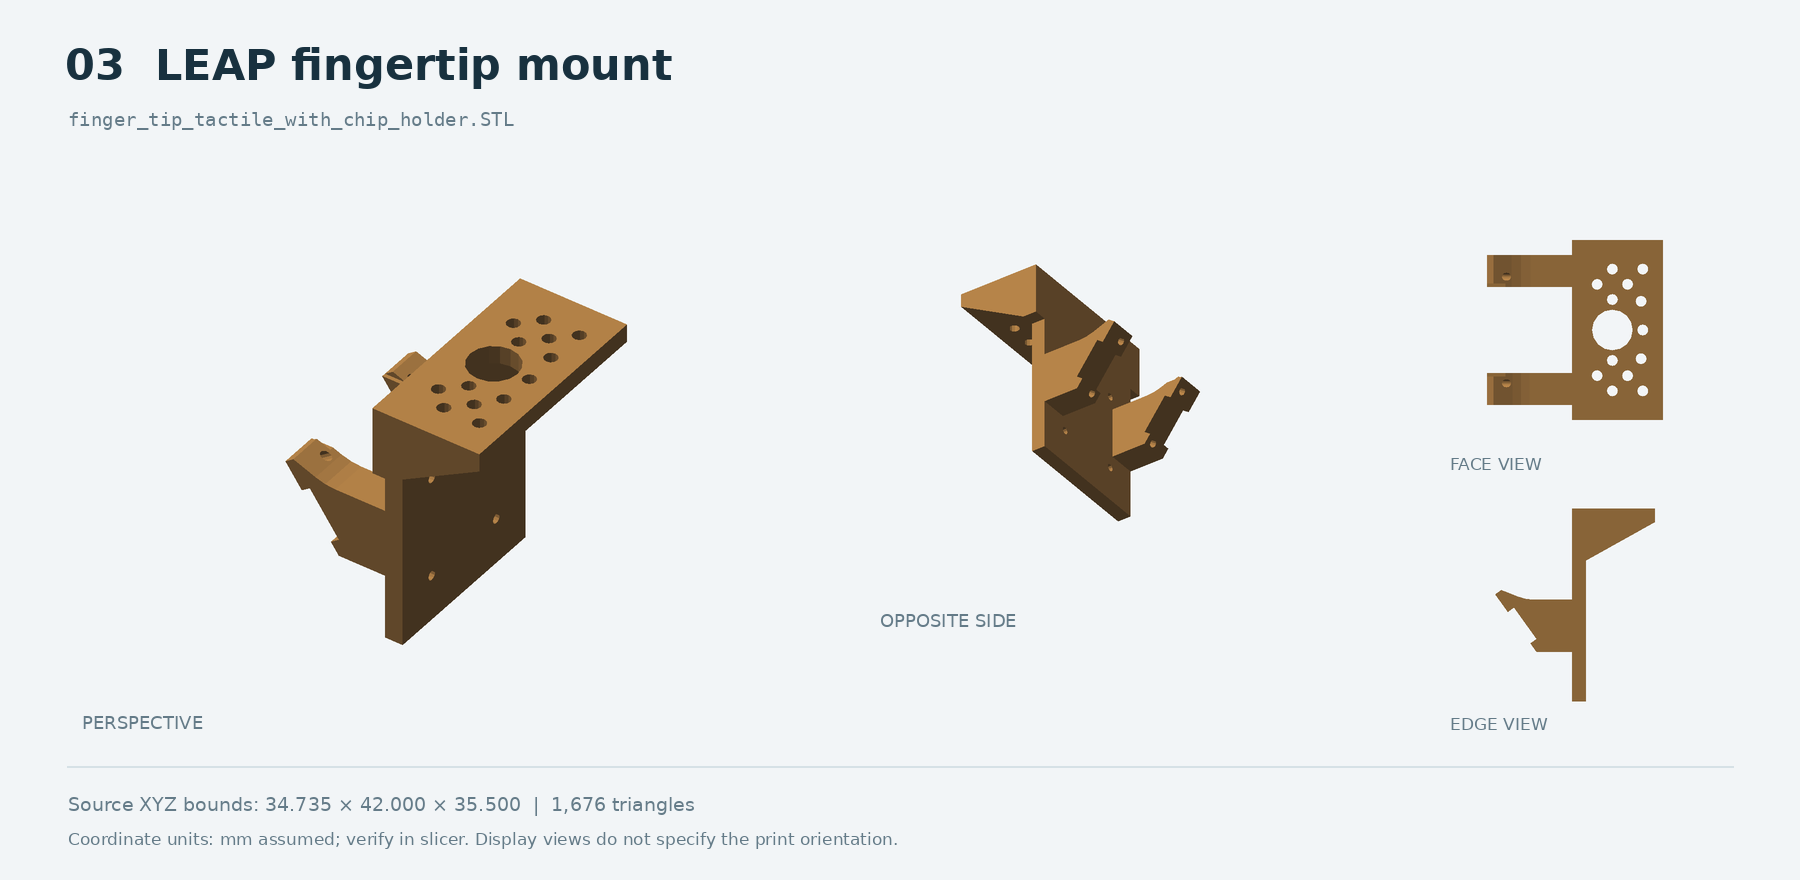 03 LEAP fingertip mount
finger_tip_tactile_with_chip_holder.STL
FACE VIEW
OPPOSITE SIDE
PERSPECTIVE
EDGE VIEW
Source XYZ bounds: 34.735 × 42.000 × 35.500 | 1,676 triangles
Coordinate units: mm assumed; verify in slicer. Display views do not specify the print orientation.